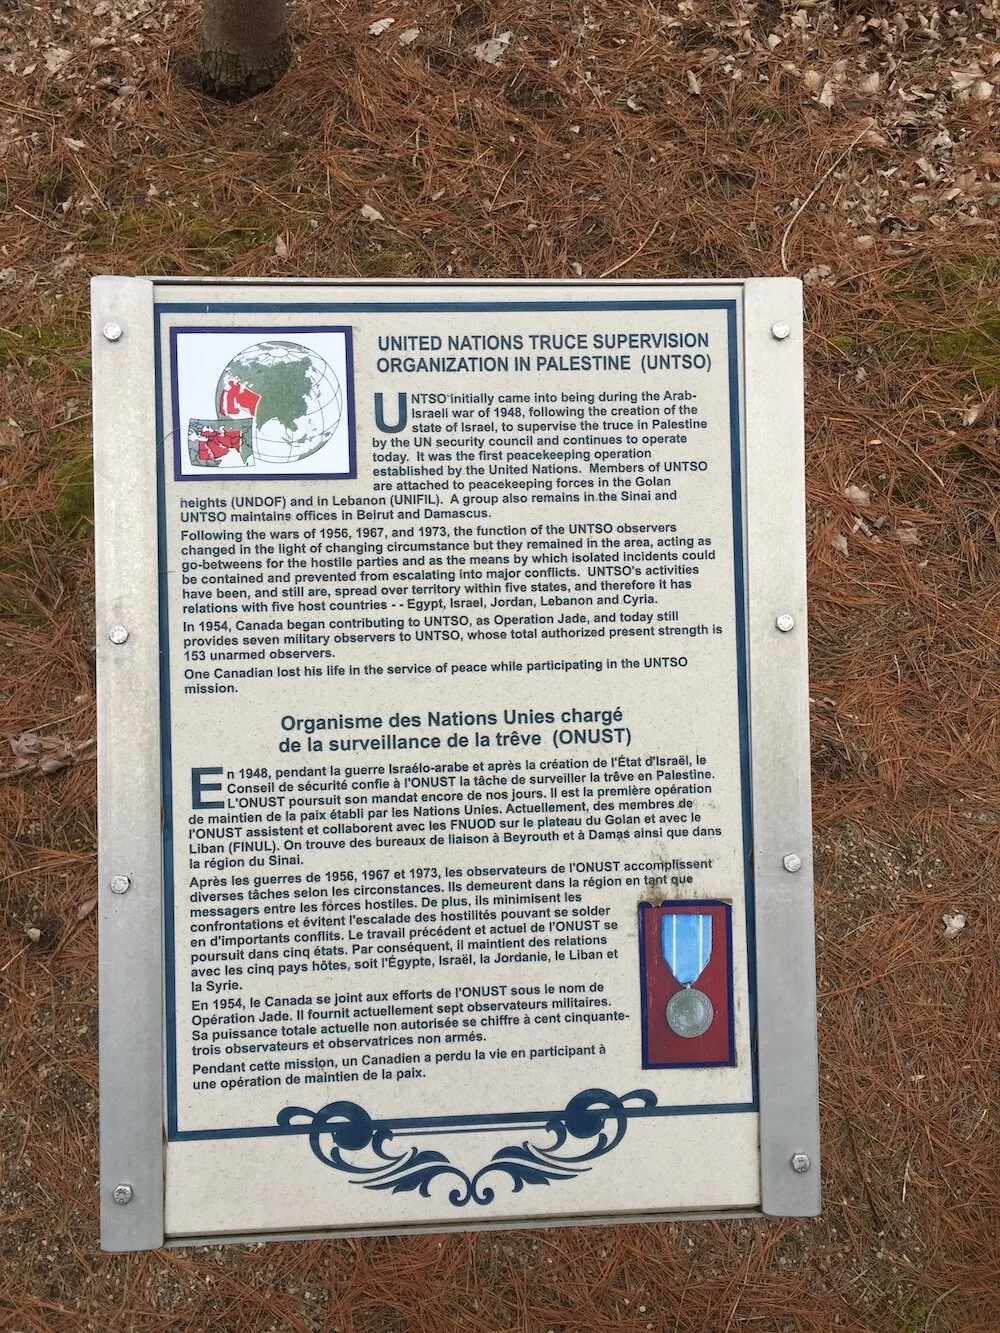 UNITED NATIONS TRUCE SUPERVISION
ORGANIZATION IN PALESTINE (UNTSO)
UNTSO initially came into being during the Arab-
Israeli war of 1948, following the creation of the
state of Israel, to supervise the truce in Palestine
by the UN security council and continues to operate
today. It was the first peacekeeping operation
established by the United Nations. Members of UNTSO
are attached to peacekeeping forces in the Golan
heights (UNDOF) and in Lebanon (UNIFIL). A group also remains in the Sinai and
UNTSO maintains offices in Beirut and Damascus.
Following the wars of 1956, 1967, and 1973, the function of the UNTSO observers
changed in the light of changing circumstance but they remained in the area, acting as
go-betweens for the hostile parties and as the means by which isolated incidents could
be contained and prevented from escalating into major conflicts. UNTSO's activities
have been, and still are, spread over territory within five states, and therefore it has
relations with five host countries - - Egypt, Israel, Jordan, Lebanon and Cyria.
In 1954, Canada began contributing to UNTSO, as Operation Jade, and today still
provides seven military observers to UNTSO, whose total authorized present strength is
153 unarmed observers.
One Canadian lost his life in the service of peace while participating in the UNTSO
mission.
Organisme des Nations Unies chargé
de la surveillance de la trêve (ONUST)
En 1948, pendant la guerre Israélo-arabe et après la création de l'État d'Israël, le
Conseil de sécurité confie à l'ONUST la tâche de surveiller la trêve en Palestine.
L'ONUST poursuit son mandat encore de nos jours. Il est la première opération
de maintien de la paix établi par les Nations Unies. Actuellement, des membres de
l'ONUST assistent et collaborent avec les FNUOD sur le plateau du Golan et avec le
Liban (FINUL). On trouve des bureaux de liaison à Beyrouth et à Damas ainsi que dans
la région du Sinai.
Après les guerres de 1956, 1967 et 1973, les observateurs de l'ONUST accomplissent
diverses tâches selon les circonstances. Ils demeurent dans la région en tant que
messagers entre les forces hostiles. De plus, ils minimisent les
confrontations et évitent l'escalade des hostilités pouvant se solder
en d'importants conflits. Le travail précédent et actuel de l'ONUST se
poursuit dans cinq états. Par conséquent, il maintient des relations
avec les cinq pays hôtes, soit l'Égypte, Israël, la Jordanie, le Liban et
la Syrie.
En 1954, le Canada se joint aux efforts de l'ONUST sous le nom de
Opération Jade. Il fournit actuellement sept observateurs militaires.
Sa puissance totale actuelle non autorisée se chiffre à cent cinquante-
trois observateurs et observatrices non armés.
Pendant cette mission, un Canadien a perdu la vie en participant à
une opération de maintien de la paix.